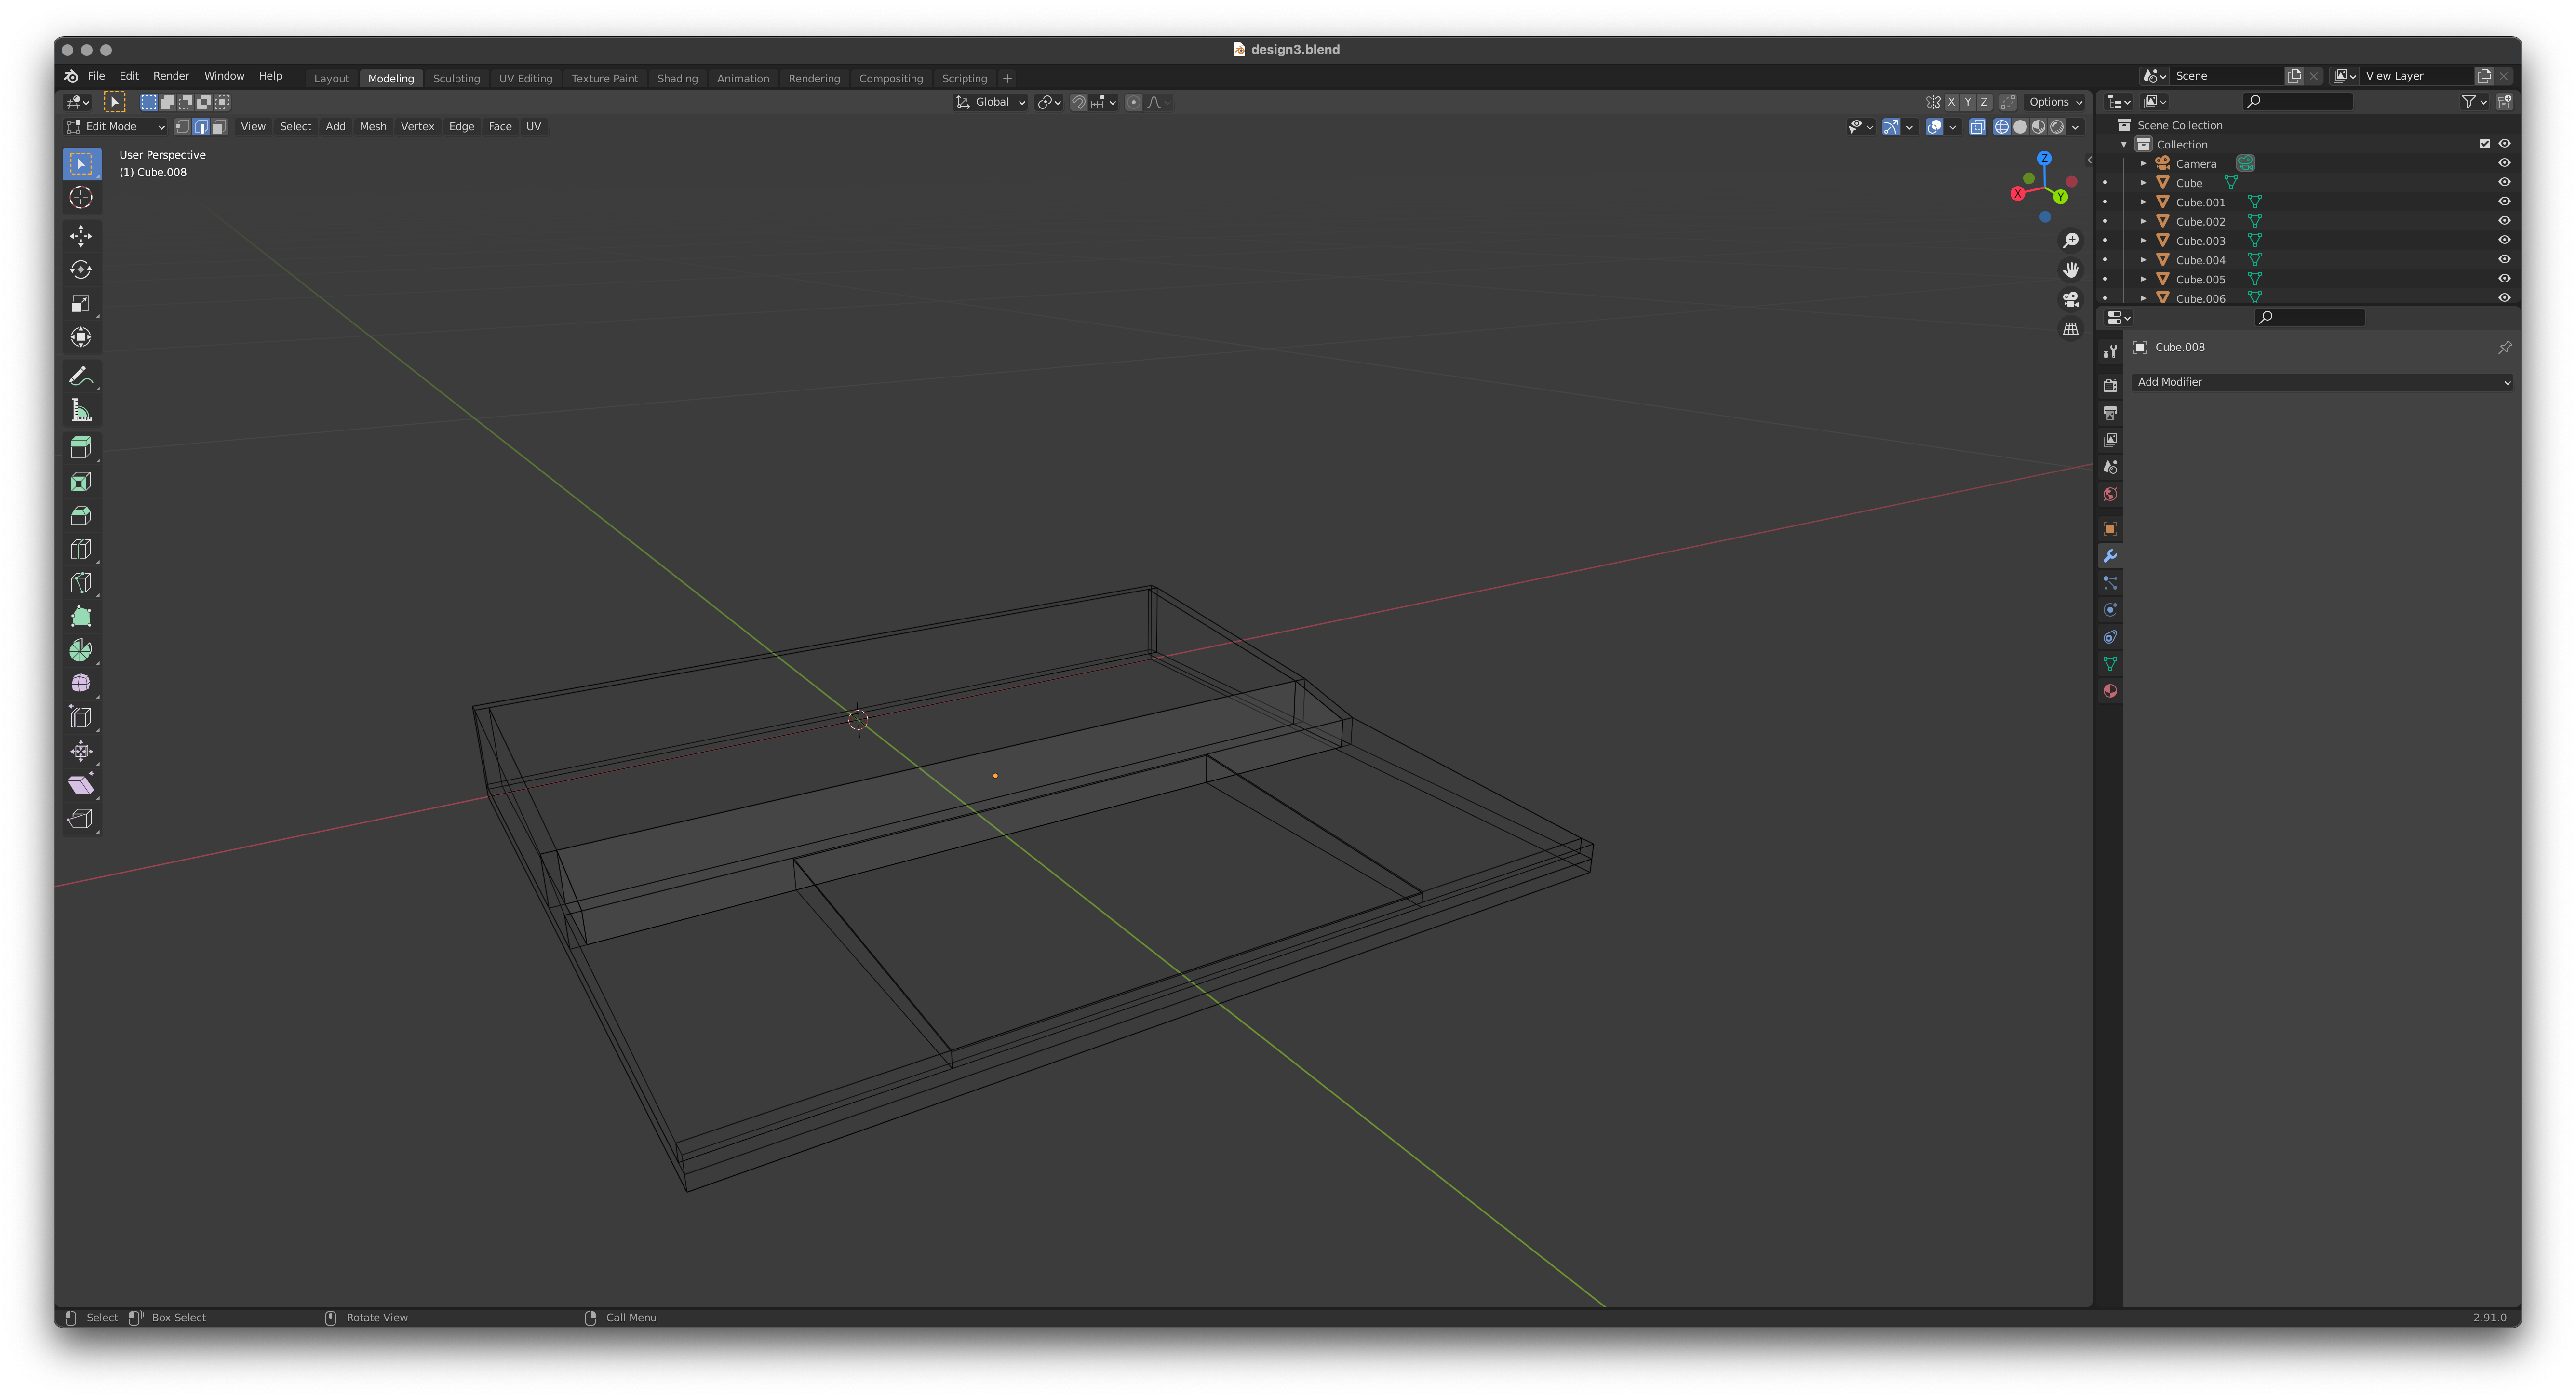 design3.blend
File Edit Render Window Help Layout Modeling Sculpting UV Editing Texture Paint Shading Animation Rendering Compositing Scripting + Scene View Layer
Global X Y Z Options
Edit Mode View Select Add Mesh Vertex Edge Face UV
User Perspective
(1) Cube.008
Z
X
Y
Scene Collection
Collection
Camera
Cube
Cube.001
Cube.002
Cube.003
Cube.004
Cube.005
Cube.006
Cube.008
Add Modifier
Select Box Select Rotate View Call Menu 2.91.0